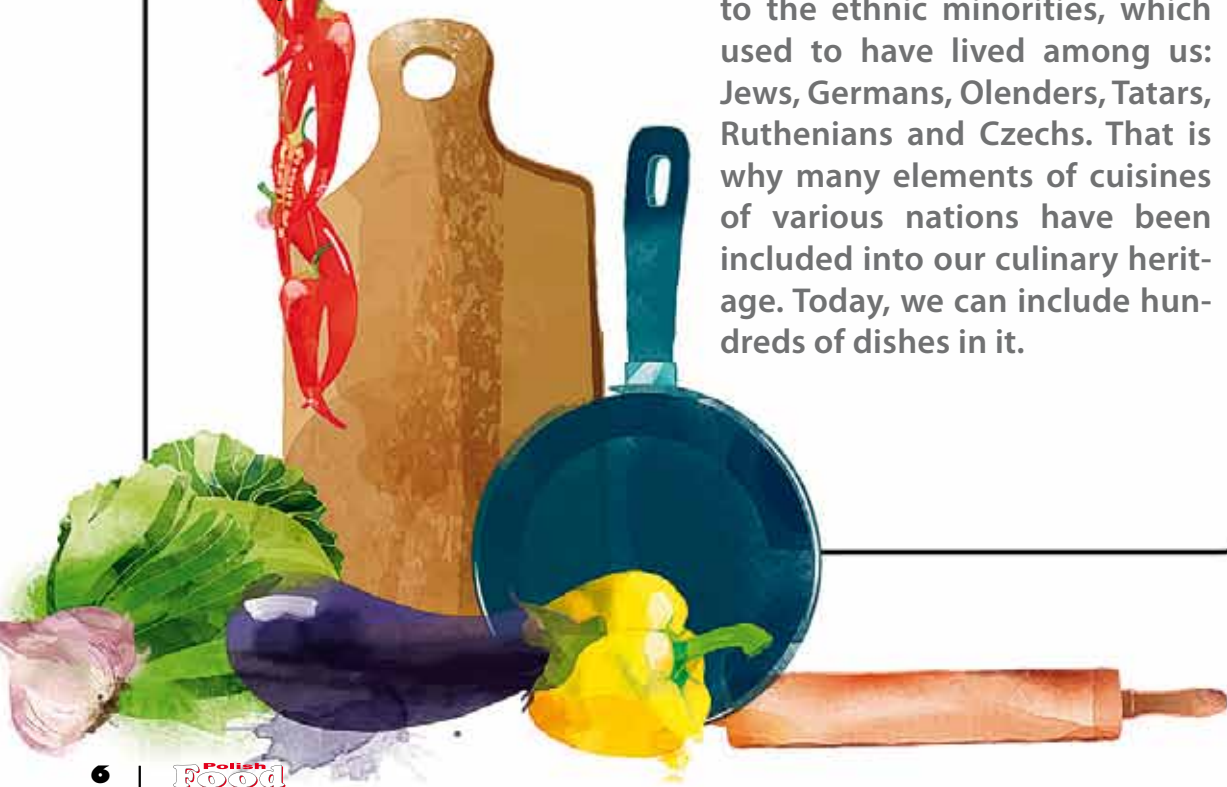 to the ethnic minorities, which
used to have lived among us:
Jews, Germans, Olenders, Tatars,
Ruthenians and Czechs. That is
why many elements of cuisines
of various nations have been
included into our culinary herit-
age. Today, we can include hun-
dreds of dishes in it.
6 | Polish
Food